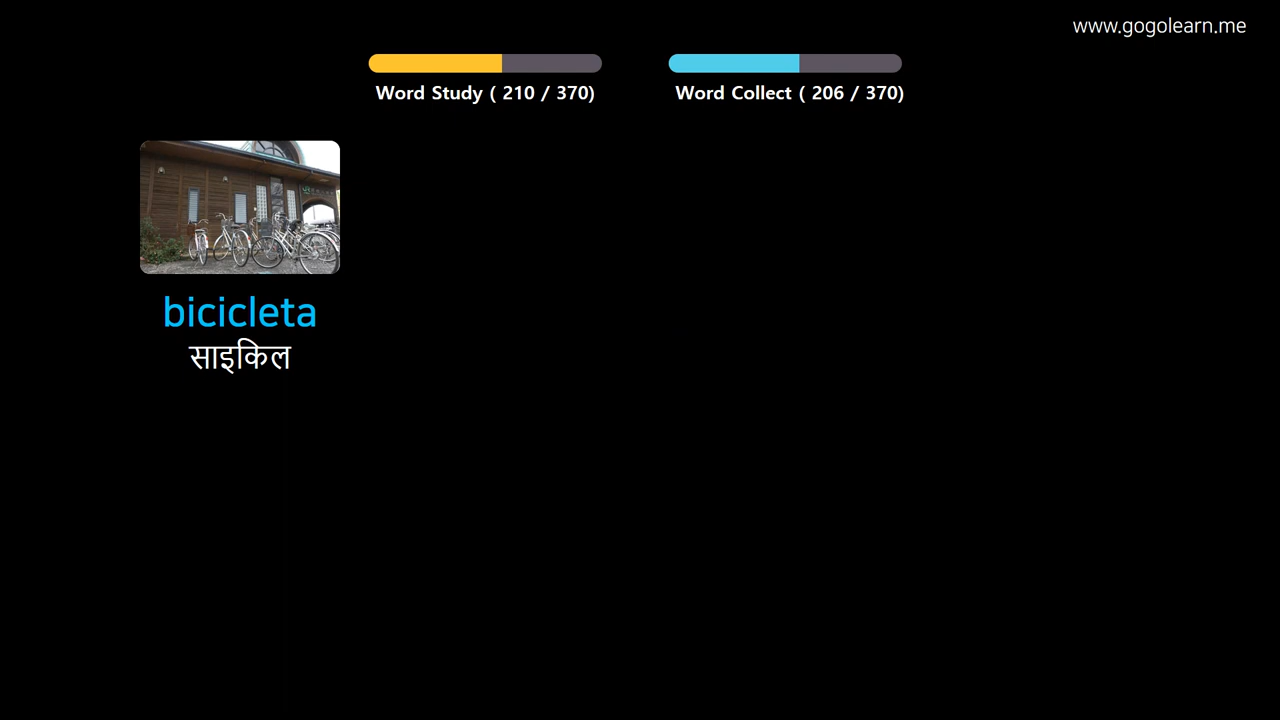 www.gogolearn.me
Word Study ( 210 / 370)
Word Collect ( 206 / 370)
bicicleta
साइकिल